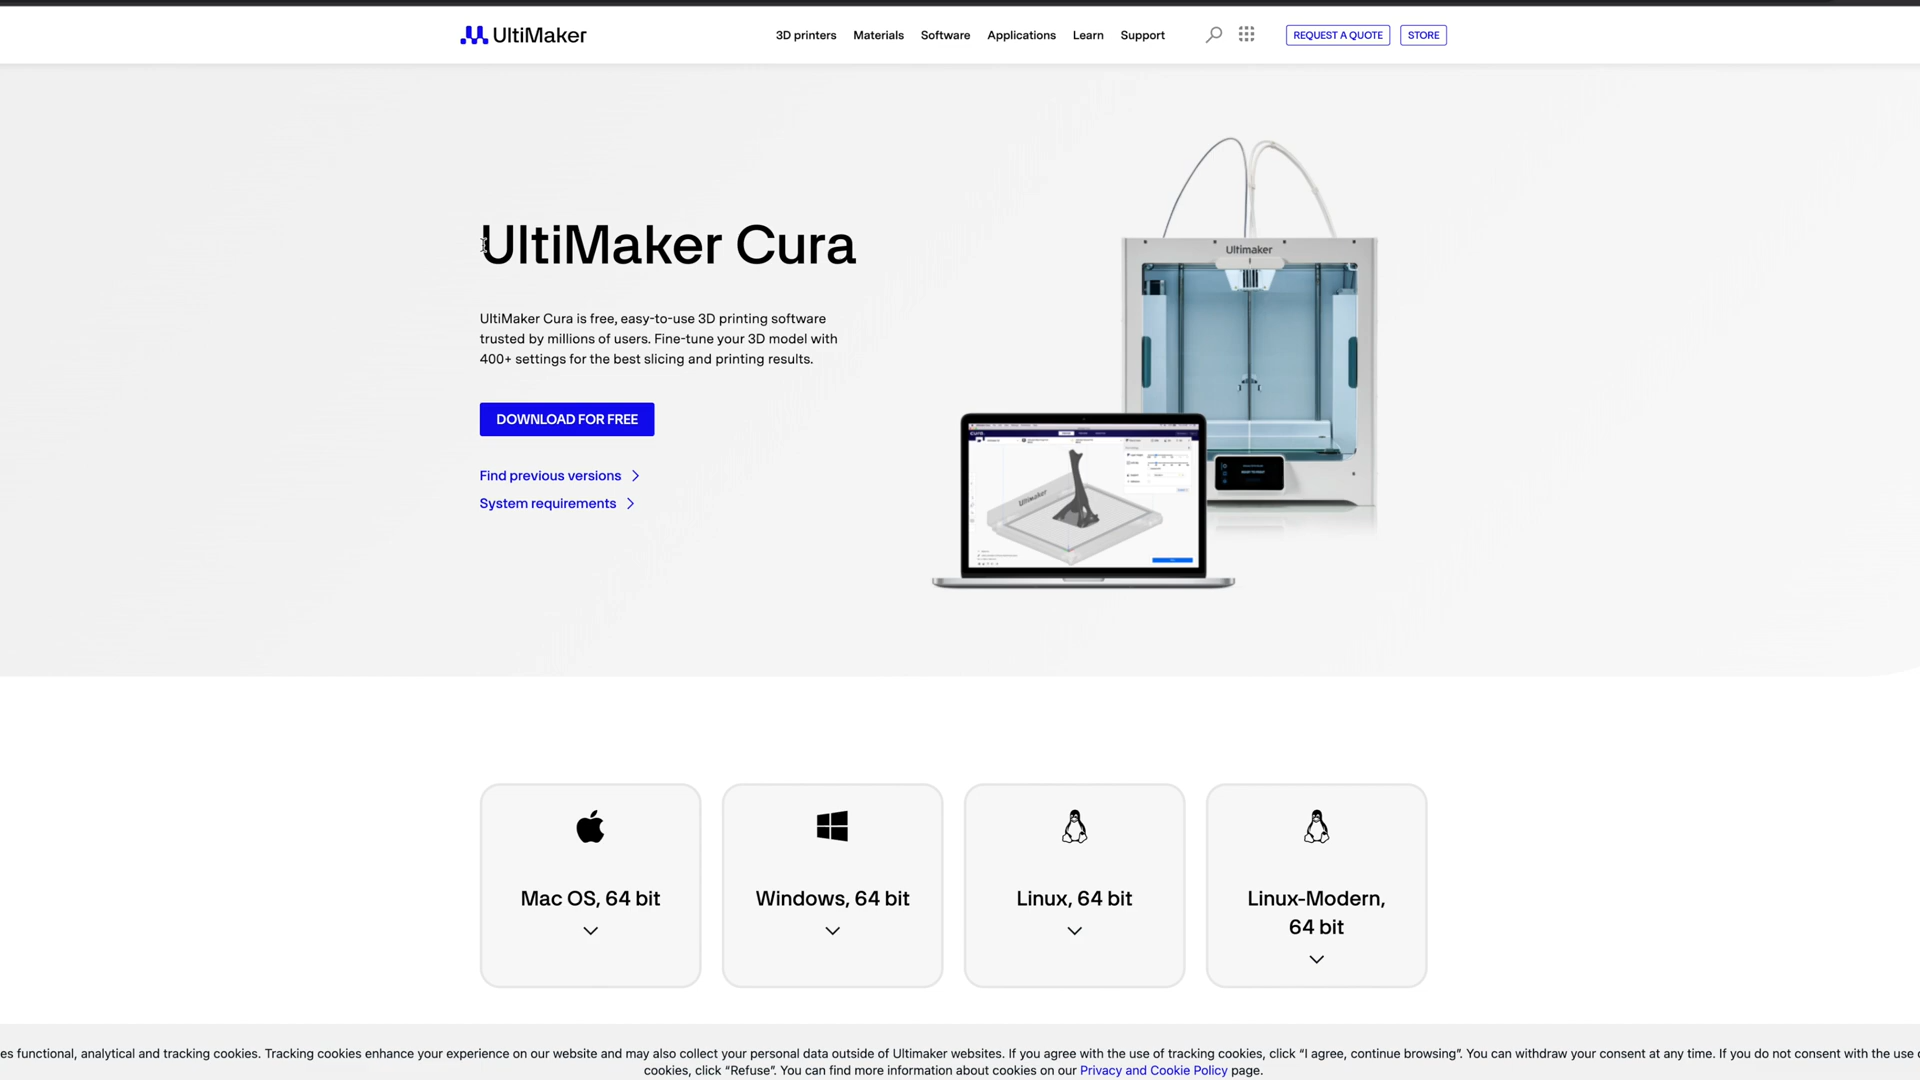 UltiMaker
3D printers Materials Software Applications Learn Support
REQUEST A QUOTE STORE
UltiMaker Cura
UltiMaker Cura is free, easy-to-use 3D printing software
trusted by millions of users. Fine-tune your 3D model with
400+ settings for the best slicing and printing results.
DOWNLOAD FOR FREE
Find previous versions
System requirements
Ultimaker
Ultimaker
Mac OS, 64 bit
Windows, 64 bit
Linux, 64 bit
Linux-Modern,
64 bit
es functional, analytical and tracking cookies. Tracking cookies enhance your experience on our website and may also collect your personal data outside of Ultimaker websites. If you agree with the use of tracking cookies, click “I agree, continue browsing”. You can withdraw your consent at any time. If you do not consent with the use
cookies, click “Refuse”. You can find more information about cookies on our Privacy and Cookie Policy page.